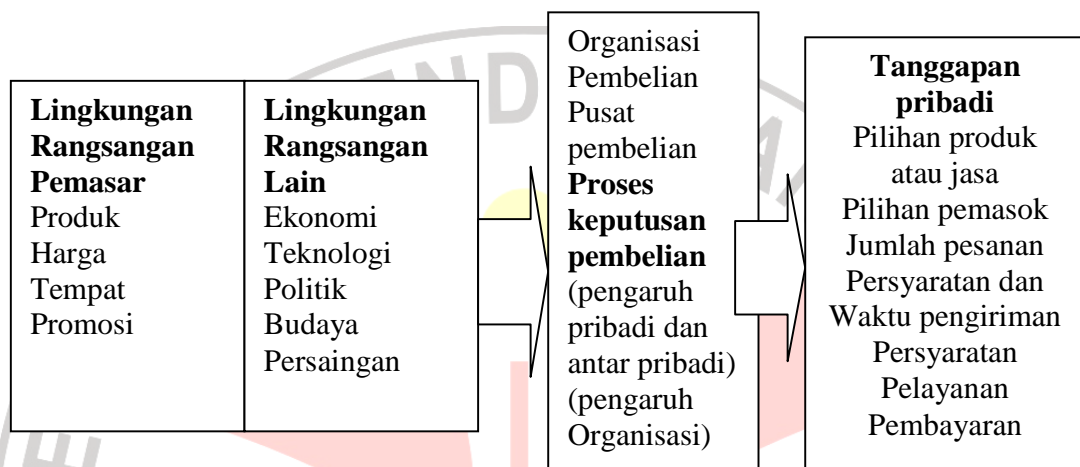 Lingkungan
Rangsangan
Pemasar
Produk
Harga
Tempat
Promosi
Lingkungan
Rangsangan
Lain
Ekonomi
Teknologi
Politik
Budaya
Persaingan
Organisasi
Pembelian
Pusat
pembelian
Proses
keputusan
pembelian
(pengaruh
pribadi dan
antar pribadi)
(pengaruh
Organisasi)
Tanggapan
pribadi
Pilihan produk
atau jasa
Pilihan pemasok
Jumlah pesanan
Persyaratan dan
Waktu pengiriman
Persyaratan
Pelayanan
Pembayaran